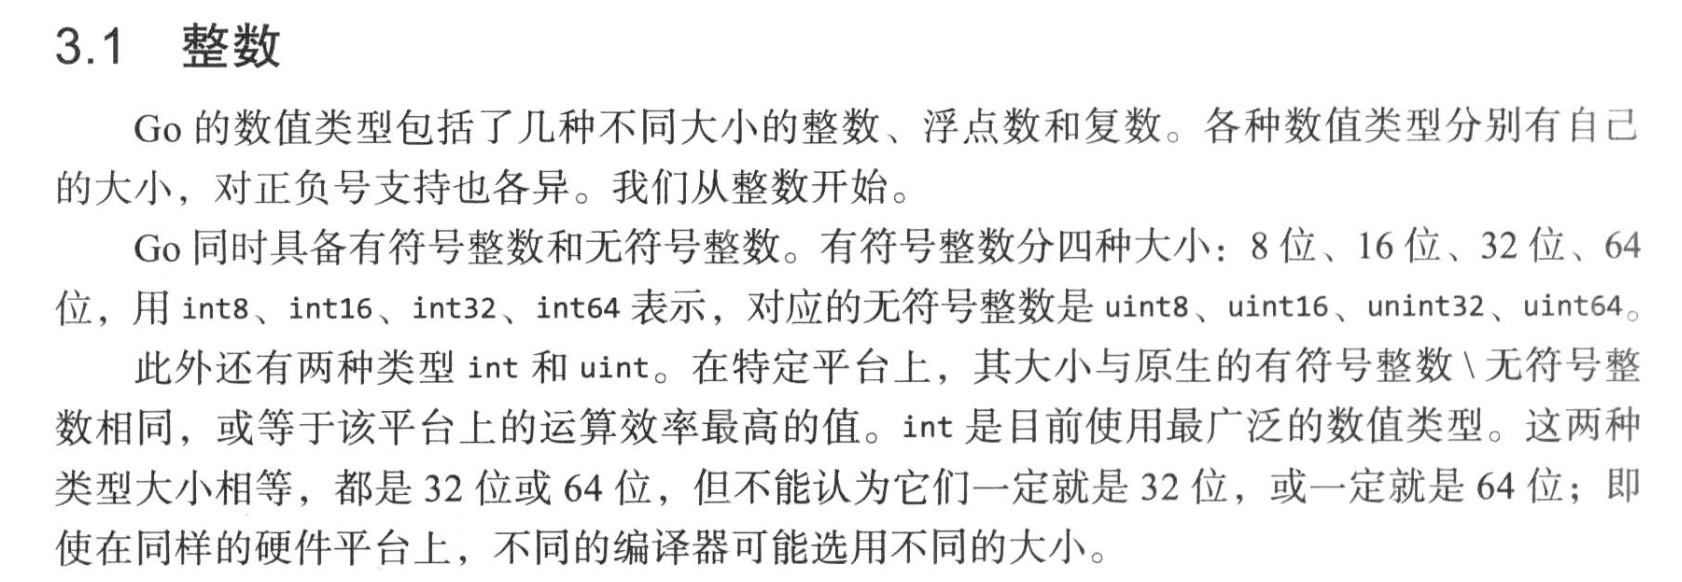 3.1 整数
Go 的数值类型包括了几种不同大小的整数、浮点数和复数。各种数值类型分别有自己
的大小，对正负号支持也各异。我们从整数开始。
Go 同时具备有符号整数和无符号整数。有符号整数分四种大小：8 位、16 位、32 位、64
位，用 int8、int16、int32、int64 表示，对应的无符号整数是 uint8、uint16、unint32、uint64。
此外还有两种类型 int 和 uint。在特定平台上，其大小与原生的有符号整数 \ 无符号整
数相同，或等于该平台上的运算效率最高的值。int 是目前使用最广泛的数值类型。这两种
类型大小相等，都是 32 位或 64 位，但不能认为它们一定就是 32 位，或一定就是 64 位；即
使在同样的硬件平台上，不同的编译器可能选用不同的大小。